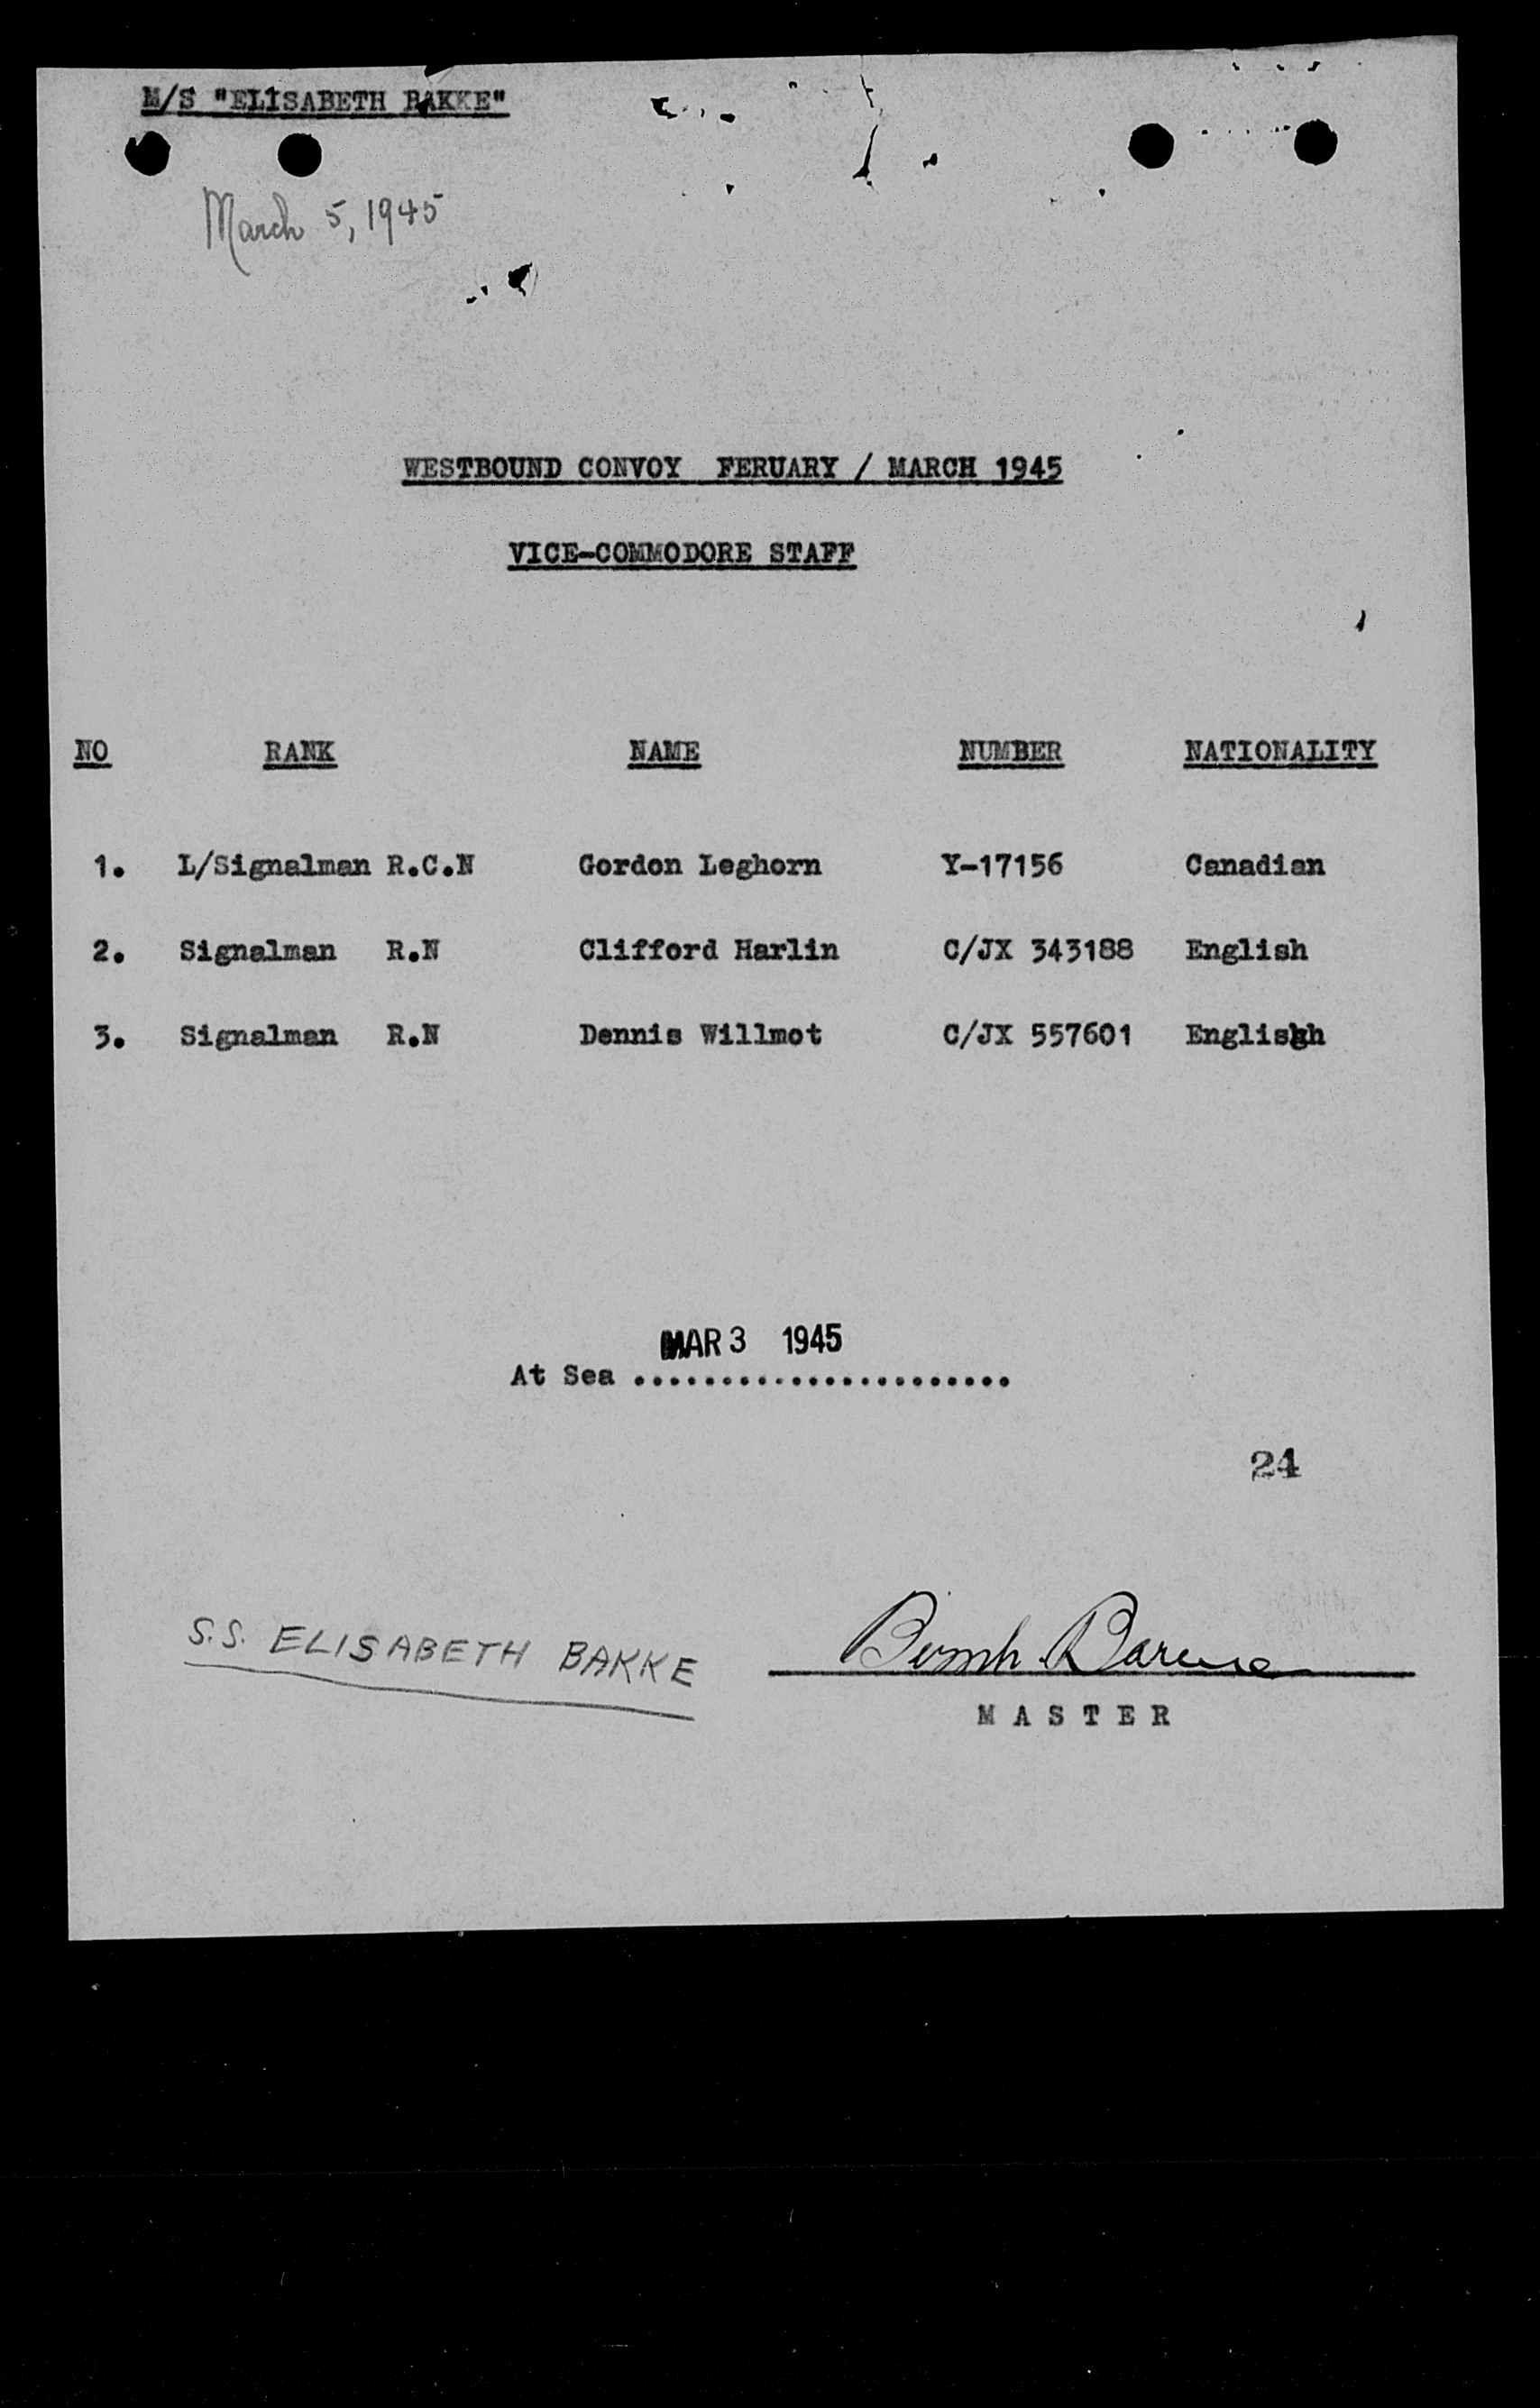 M/S "ELISABETH BAKKE"
March 5, 1945
WESTBOUND CONVOY FERUARY / MARCH 1945
VICE-COMMODORE STAFF
NO RANK NAME NUMBER NATIONALITY
1. L/Signalman R.C.N Gordon Leghorn Y-17156 Canadian
2. Signalman R.N Clifford Harlin C/JX 343188 English
3. Signalman R.N Dennis Willmot C/JX 557601 English
MAR 3 1945
At Sea ......................
24
S.S. ELISABETH BAKKE
MASTER